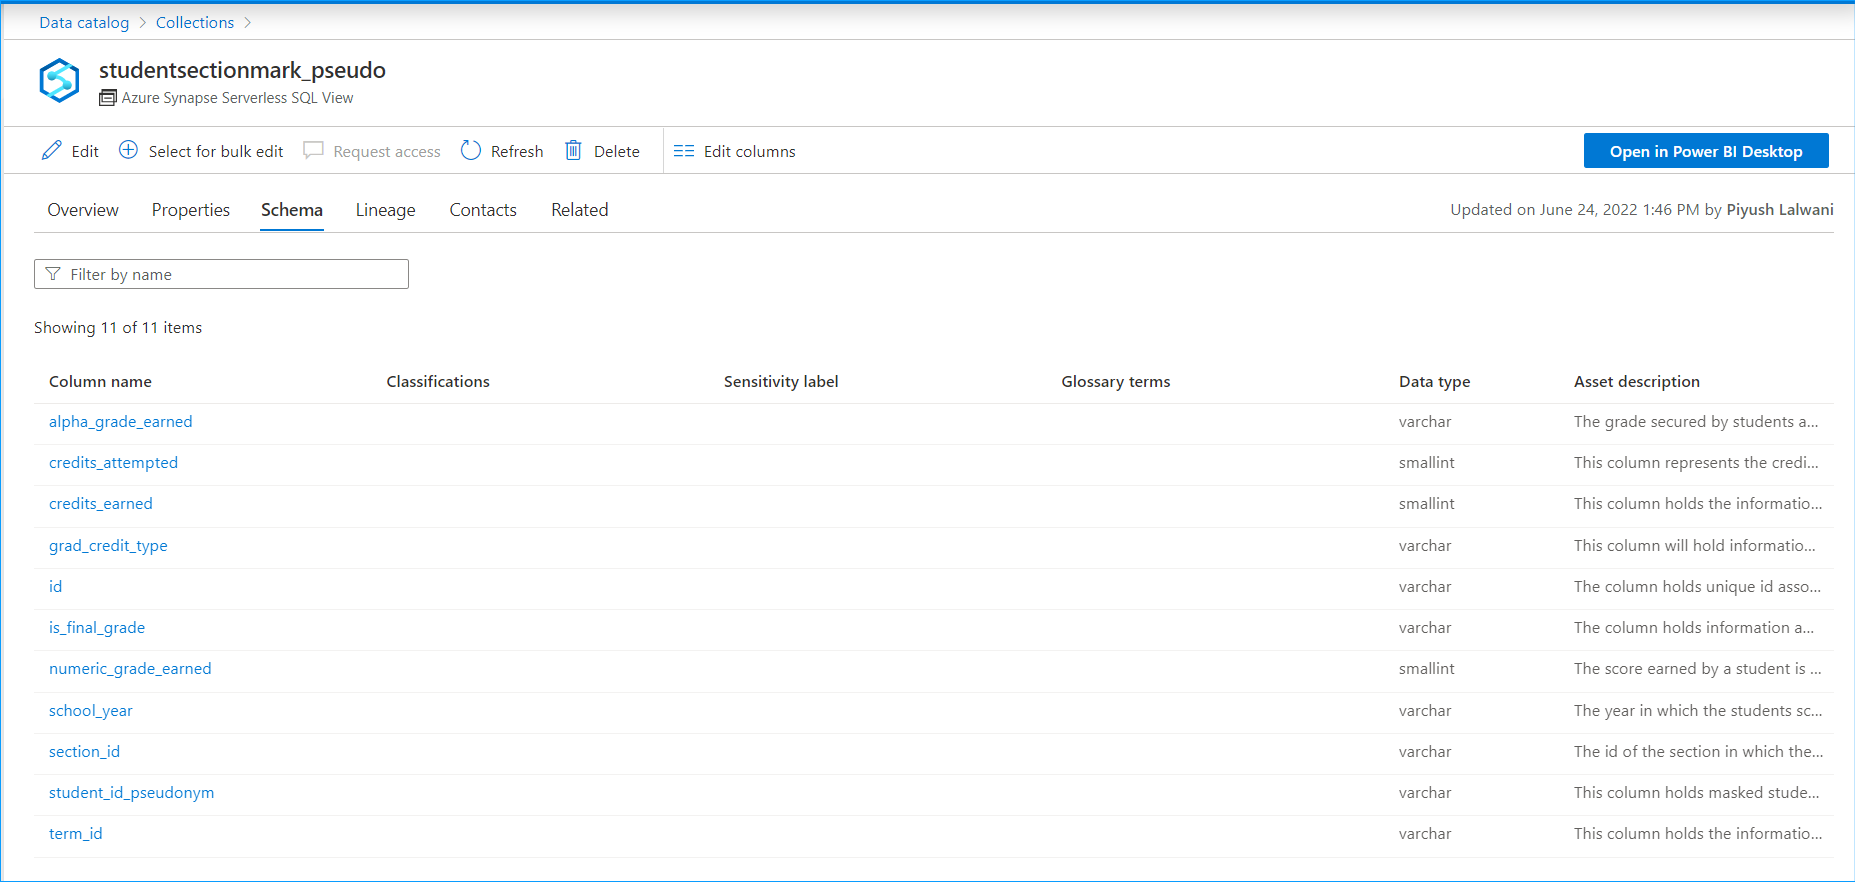 Data catalog > Collections >
studentsectionmark_pseudo
Azure Synapse Serverless SQL View
Edit Select for bulk edit Request access Refresh Delete Edit columns Open in Power BI Desktop
Overview Properties Schema Lineage Contacts Related Updated on June 24, 2022 1:46 PM by Piyush Lalwani
Filter by name
Showing 11 of 11 items
Column name Classifications Sensitivity label Glossary terms Data type Asset description
alpha_grade_earned varchar The grade secured by students a...
credits_attempted smallint This column represents the credi...
credits_earned smallint This column holds the informatio...
grad_credit_type varchar This column will hold informatio...
id varchar The column holds unique id asso...
is_final_grade varchar The column holds information a...
numeric_grade_earned smallint The score earned by a student is ...
school_year varchar The year in which the students sc...
section_id varchar The id of the section in which the...
student_id_pseudonym varchar This column holds masked stude...
term_id varchar This column holds the informatio...